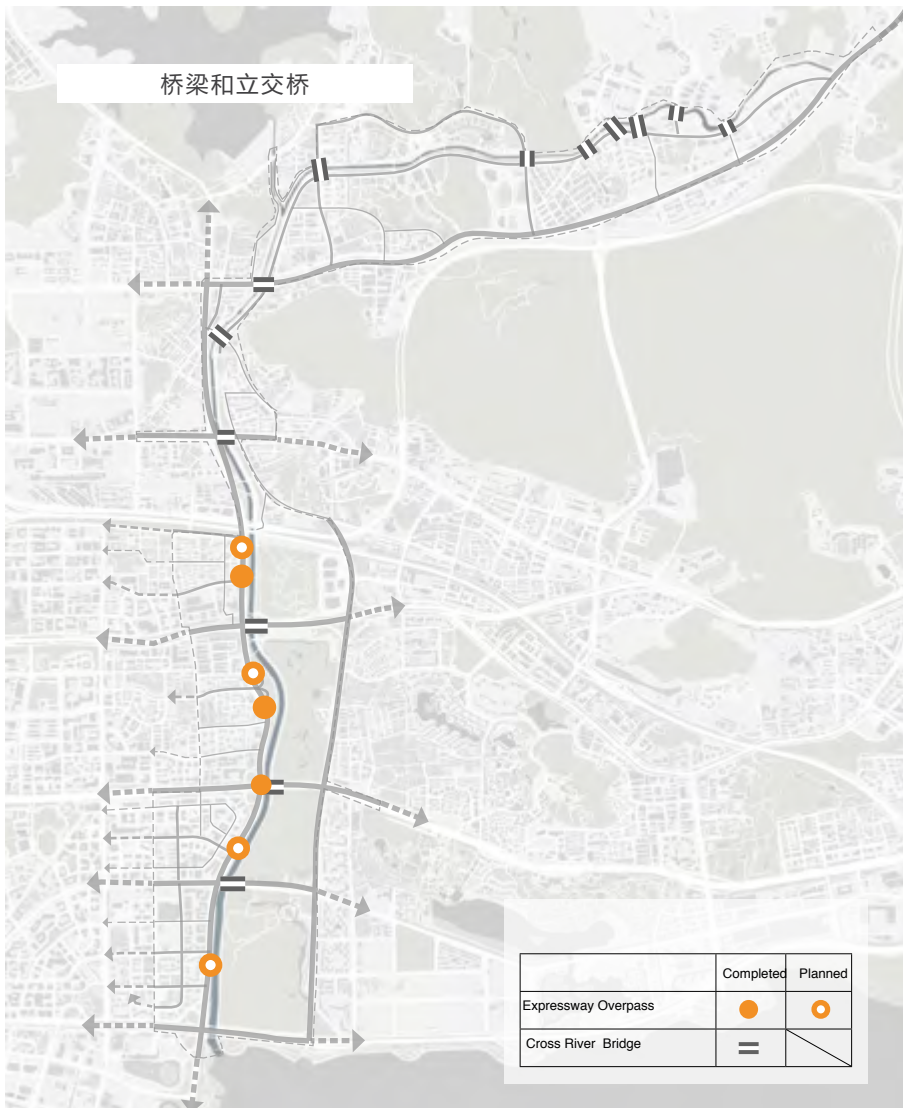 桥梁和立交桥
Completed Planned
Expressway Overpass
Cross River Bridge